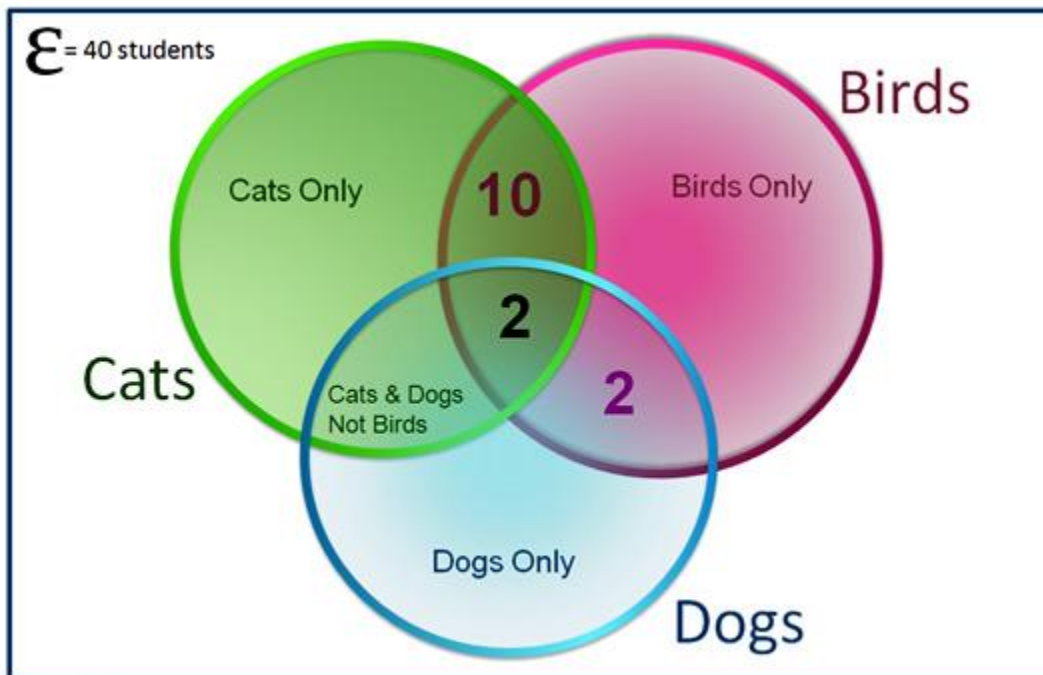 ε = 40 students
Birds
Cats Only
10
Birds Only
2
Cats
Cats & Dogs
Not Birds
2
Dogs Only
Dogs